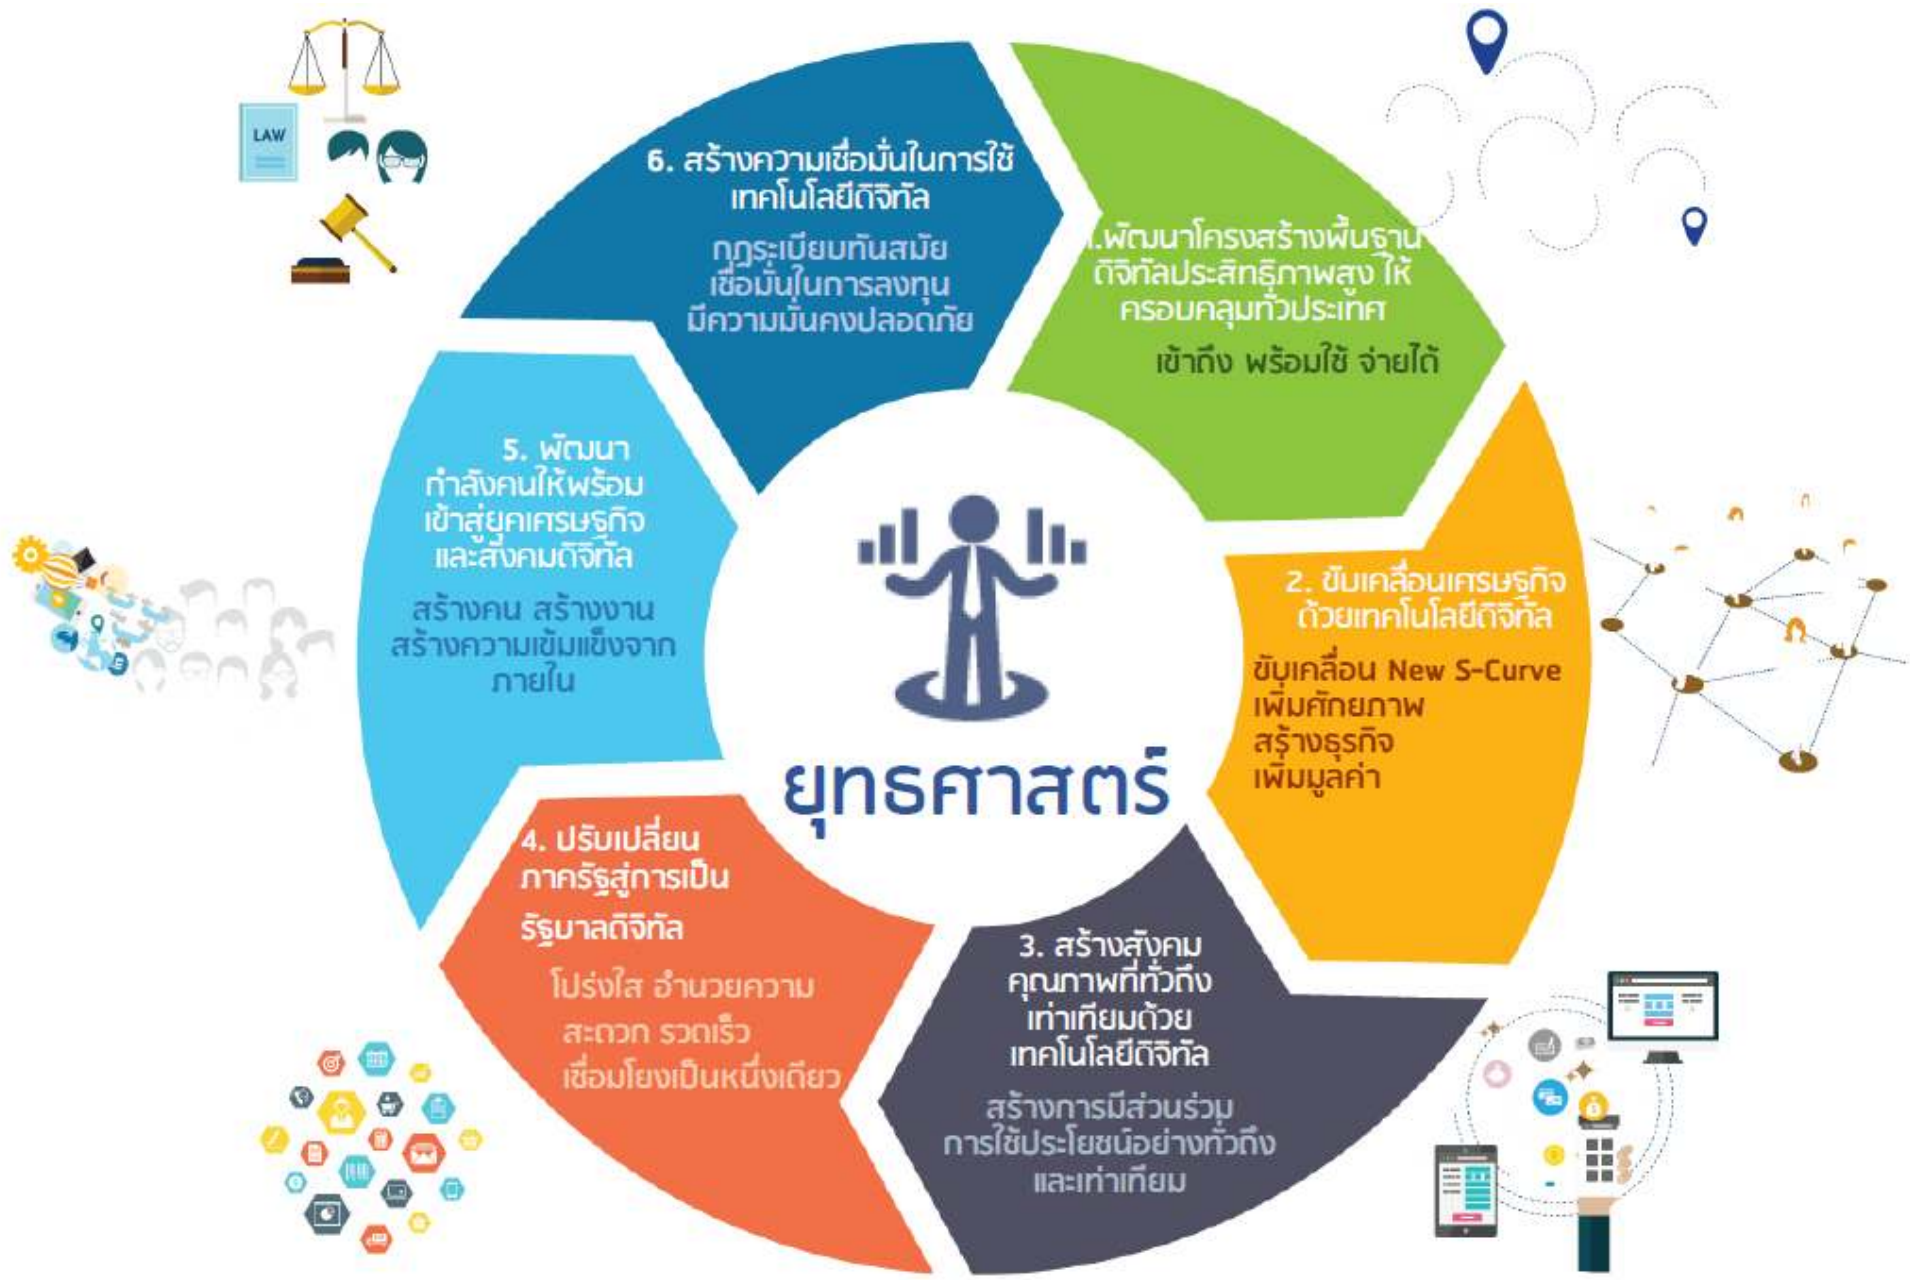 1.พัฒนาโครงสร้างพื้นฐาน
ดิจิทัลประสิทธิภาพสูง ให้
ครอบคลุมทั่วประเทศ
เข้าถึง พร้อมใช้ จ่ายได้
2. ขับเคลื่อนเศรษฐกิจ
ด้วยเทคโนโลยีดิจิทัล
ขับเคลื่อน New S-Curve
เพิ่มศักยภาพ
สร้างธุรกิจ
เพิ่มมูลค่า
3. สร้างสังคม
คุณภาพที่ทั่วถึง
เท่าเทียมด้วย
เทคโนโลยีดิจิทัล
สร้างการมีส่วนร่วม
การใช้ประโยชน์อย่างทั่วถึง
และเท่าเทียม
4. ปรับเปลี่ยน
ภาครัฐสู่การเป็น
รัฐบาลดิจิทัล
โปร่งใส อำนวยความ
สะดวก รวดเร็ว
เชื่อมโยงเป็นหนึ่งเดียว
5. พัฒนา
กำลังคนให้พร้อม
เข้าสู่ยุคเศรษฐกิจ
และสังคมดิจิทัล
สร้างคน สร้างงาน
สร้างความเข้มแข็งจาก
ภายใน
6. สร้างความเชื่อมั่นในการใช้
เทคโนโลยีดิจิทัล
กฎระเบียบทันสมัย
เชื่อมั่นในการลงทุน
มีความมั่นคงปลอดภัย
ยุทธศาสตร์
LAW